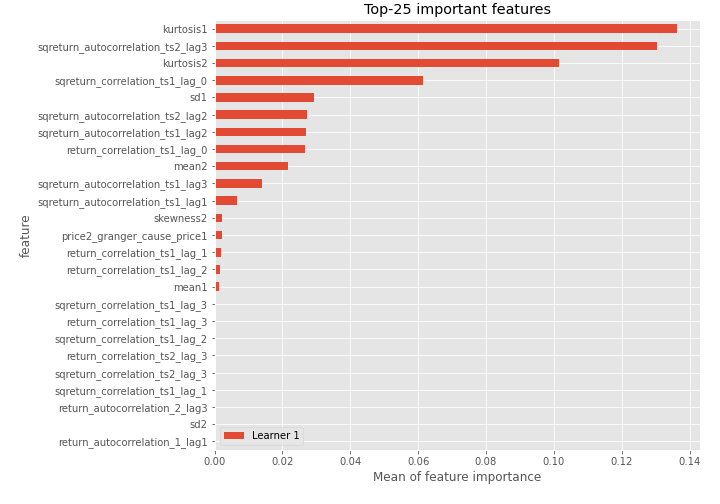 Top-25 important features
kurtosis1
sqreturn_autocorrelation_ts2_lag3
kurtosis2
sqreturn_correlation_ts1_lag_0
sd1
sqreturn_autocorrelation_ts2_lag2
sqreturn_autocorrelation_ts1_lag2
return_correlation_ts1_lag_0
mean2
sqreturn_autocorrelation_ts1_lag3
sqreturn_autocorrelation_ts1_lag1
skewness2
price2_granger_cause_price1
return_correlation_ts1_lag_1
return_correlation_ts1_lag_2
mean1
sqreturn_correlation_ts1_lag_3
return_correlation_ts1_lag_3
sqreturn_correlation_ts1_lag_2
return_correlation_ts2_lag_3
sqreturn_correlation_ts2_lag_3
sqreturn_correlation_ts1_lag_1
return_autocorrelation_2_lag3
sd2
return_autocorrelation_1_lag1
feature
Learner 1
0.00 0.02 0.04 0.06 0.08 0.10 0.12 0.14
Mean of feature importance